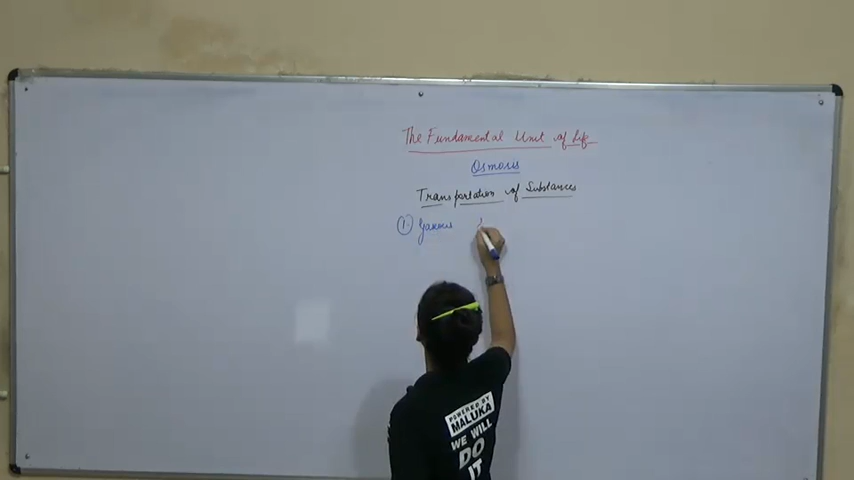 The Fundamental Unit of Life
Osmosis
Transportation of Substances
1. Gaseous
POWERED BY
MALUKA
WE WILL
DO
IT